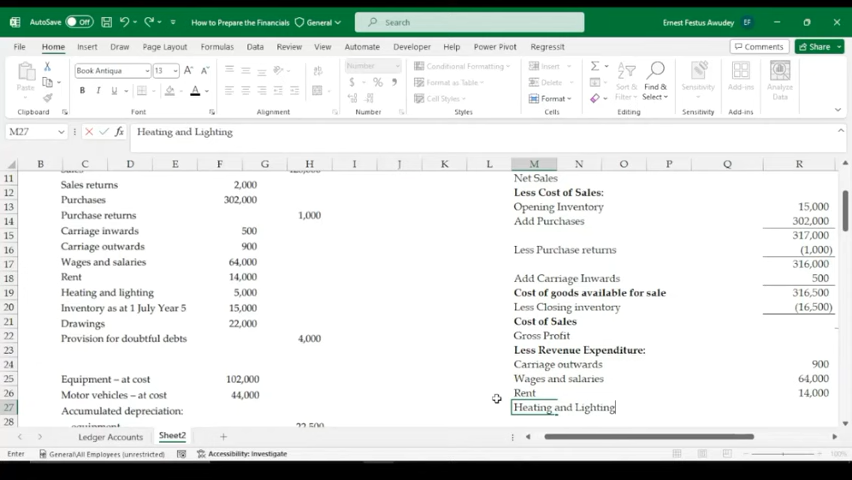 AutoSave Off How to Prepare the Financials General Search Ernest Festus Awudey EF
File Home Insert Draw Page Layout Formulas Data Review View Automate Developer Help Power Pivot RegressIt Comments Share
Book Antiqua 13 Number Conditional Formatting Insert
Paste B I U A $ % Format as Table Delete Sort & Filter Find & Select Sensitivity Add-ins Analyze Data
Cell Styles Format
Clipboard Font Alignment Number Styles Cells Editing Sensitivity Add-ins
M27 fx Heating and Lighting
B C D E F G H I J K L M N O P Q R
11 Net Sales
12 Sales returns 2,000 Less Cost of Sales:
13 Purchases 302,000 Opening Inventory 15,000
14 Purchase returns 1,000 Add Purchases 302,000
15 Carriage inwards 500 317,000
16 Carriage outwards 900 Less Purchase returns (1,000)
17 Wages and salaries 64,000 316,000
18 Rent 14,000 Add Carriage Inwards 500
19 Heating and lighting 5,000 Cost of goods available for sale 316,500
20 Inventory as at 1 July Year 5 15,000 Less Closing inventory (16,500)
21 Drawings 22,000 Cost of Sales
22 Provision for doubtful debts 4,000 Gross Profit
23 Less Revenue Expenditure:
24 Carriage outwards 900
25 Equipment – at cost 102,000 Wages and salaries 64,000
26 Motor vehicles – at cost 44,000 Rent 14,000
27 Accumulated depreciation: Heating and Lighting
28 equipment 22,500
Ledger Accounts Sheet2
Enter General\All Employees (unrestricted) Accessibility: Investigate 100%